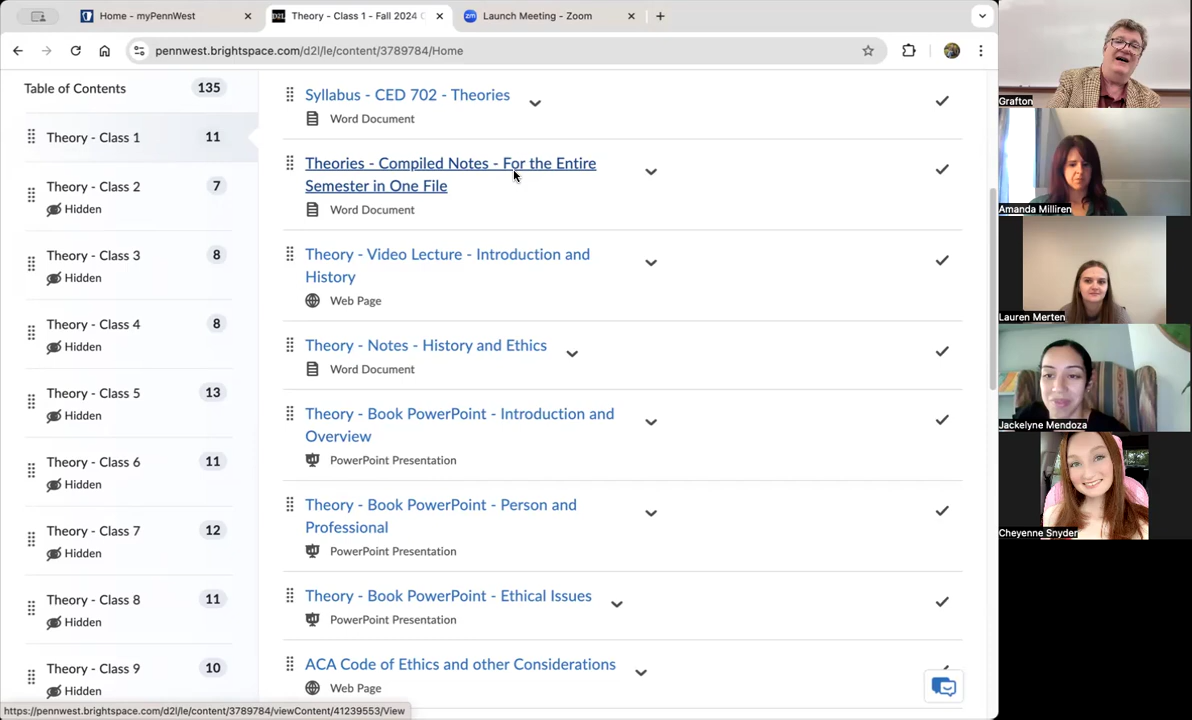 Home - myPennWest
Theory - Class 1 - Fall 2024 C
Launch Meeting - Zoom
pennwest.brightspace.com/d2l/le/content/3789784/Home
Table of Contents 135
Theory - Class 1 11
Theory - Class 2 7
Hidden
Theory - Class 3 8
Hidden
Theory - Class 4 8
Hidden
Theory - Class 5 13
Hidden
Theory - Class 6 11
Hidden
Theory - Class 7 12
Hidden
Theory - Class 8 11
Hidden
Theory - Class 9 10
Hidden
Syllabus - CED 702 - Theories
Word Document
Theories - Compiled Notes - For the Entire
Semester in One File
Word Document
Theory - Video Lecture - Introduction and
History
Web Page
Theory - Notes - History and Ethics
Word Document
Theory - Book PowerPoint - Introduction and
Overview
PowerPoint Presentation
Theory - Book PowerPoint - Person and
Professional
PowerPoint Presentation
Theory - Book PowerPoint - Ethical Issues
PowerPoint Presentation
ACA Code of Ethics and other Considerations
Web Page
https://pennwest.brightspace.com/d2l/le/content/3789784/viewContent/41239553/View
Grafton
Amanda Milliren
Lauren Merten
Jackelyne Mendoza
Cheyenne Snyder